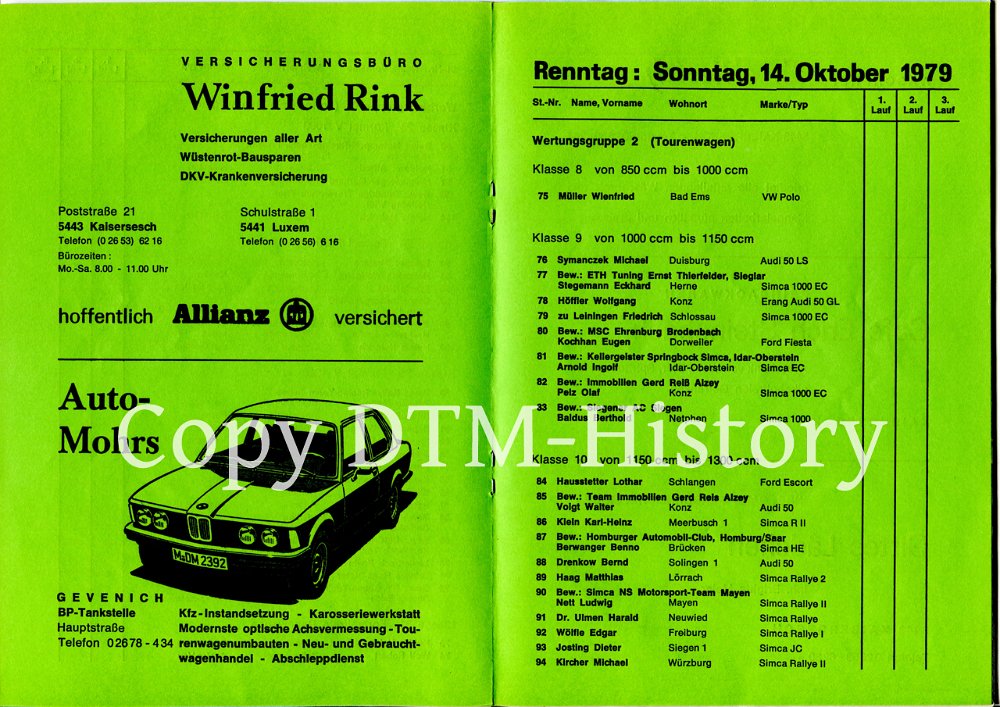 VERSICHERUNGSBÜRO
Winfried Rink
Versicherungen aller Art
Wüstenrot-Bausparen
DKV-Krankenversicherung
Poststraße 21 Schulstraße 1
5443 Kaisersesch 5441 Luxem
Telefon (0 26 53) 62 16 Telefon (0 26 56) 6 16
Bürozeiten:
Mo.-Sa. 8.00 - 11.00 Uhr
hoffentlich Allianz versichert
Auto-
Mohrs
M-DM 2392
GEVENICH
BP-Tankstelle
Hauptstraße
Telefon 0 2678 - 4 34
Kfz-Instandsetzung - Karosseriewerkstatt
Modernste optische Achsvermessung - Tou-
renwagenumbauten - Neu- und Gebraucht-
wagenhandel - Abschleppdienst
Renntag: Sonntag, 14. Oktober 1979
St.-Nr. Name, Vorname Wohnort Marke/Typ 1. Lauf 2. Lauf 3. Lauf
Wertungsgruppe 2 (Tourenwagen)
Klasse 8 von 850 ccm bis 1000 ccm
75 Müller Wienfried Bad Ems VW Polo
Klasse 9 von 1000 ccm bis 1150 ccm
76 Symanczek Michael Duisburg Audi 50 LS
77 Bew.: ETH Tuning Ernst Thierfelder, Sieglar
Stegemann Eckhard Herne Simca 1000 EC
78 Höffler Wolfgang Konz Erang Audi 50 GL
79 zu Leiningen Friedrich Schlossau Simca 1000 EC
80 Bew.: MSC Ehrenburg Brodenbach
Kochhan Eugen Dorweiler Ford Fiesta
81 Bew.: Kellergeister Springbock Simca, Idar-Oberstein
Arnold Ingolf Idar-Oberstein Simca EC
82 Bew.: Immobilien Gerd Reiß Alzey
Pelz Olaf Konz Simca 1000 EC
33 Bew.: Siegener AC Siegen
Baldus Berthold Netphen Simca 1000
Klasse 10 von 1150 ccm bis 1300 ccm
84 Hausstetter Lothar Schlangen Ford Escort
85 Bew.: Team Immobilien Gerd Reis Alzey
Voigt Walter Konz Audi 50
86 Klein Karl-Heinz Meerbusch 1 Simca R II
87 Bew.: Homburger Automobil-Club, Homburg/Saar
Berwanger Benno Brücken Simca HE
88 Drenkow Bernd Solingen 1 Audi 50
89 Haag Matthias Lörrach Simca Rallye 2
90 Bew.: Simca NS Motorsport-Team Mayen
Nett Ludwig Mayen Simca Rallye II
91 Dr. Ulmen Harald Neuwied Simca Rallye
92 Wölfle Edgar Freiburg Simca Rallye I
93 Josting Dieter Siegen 1 Simca JC
94 Kircher Michael Würzburg Simca Rallye II
Copy DTM-History